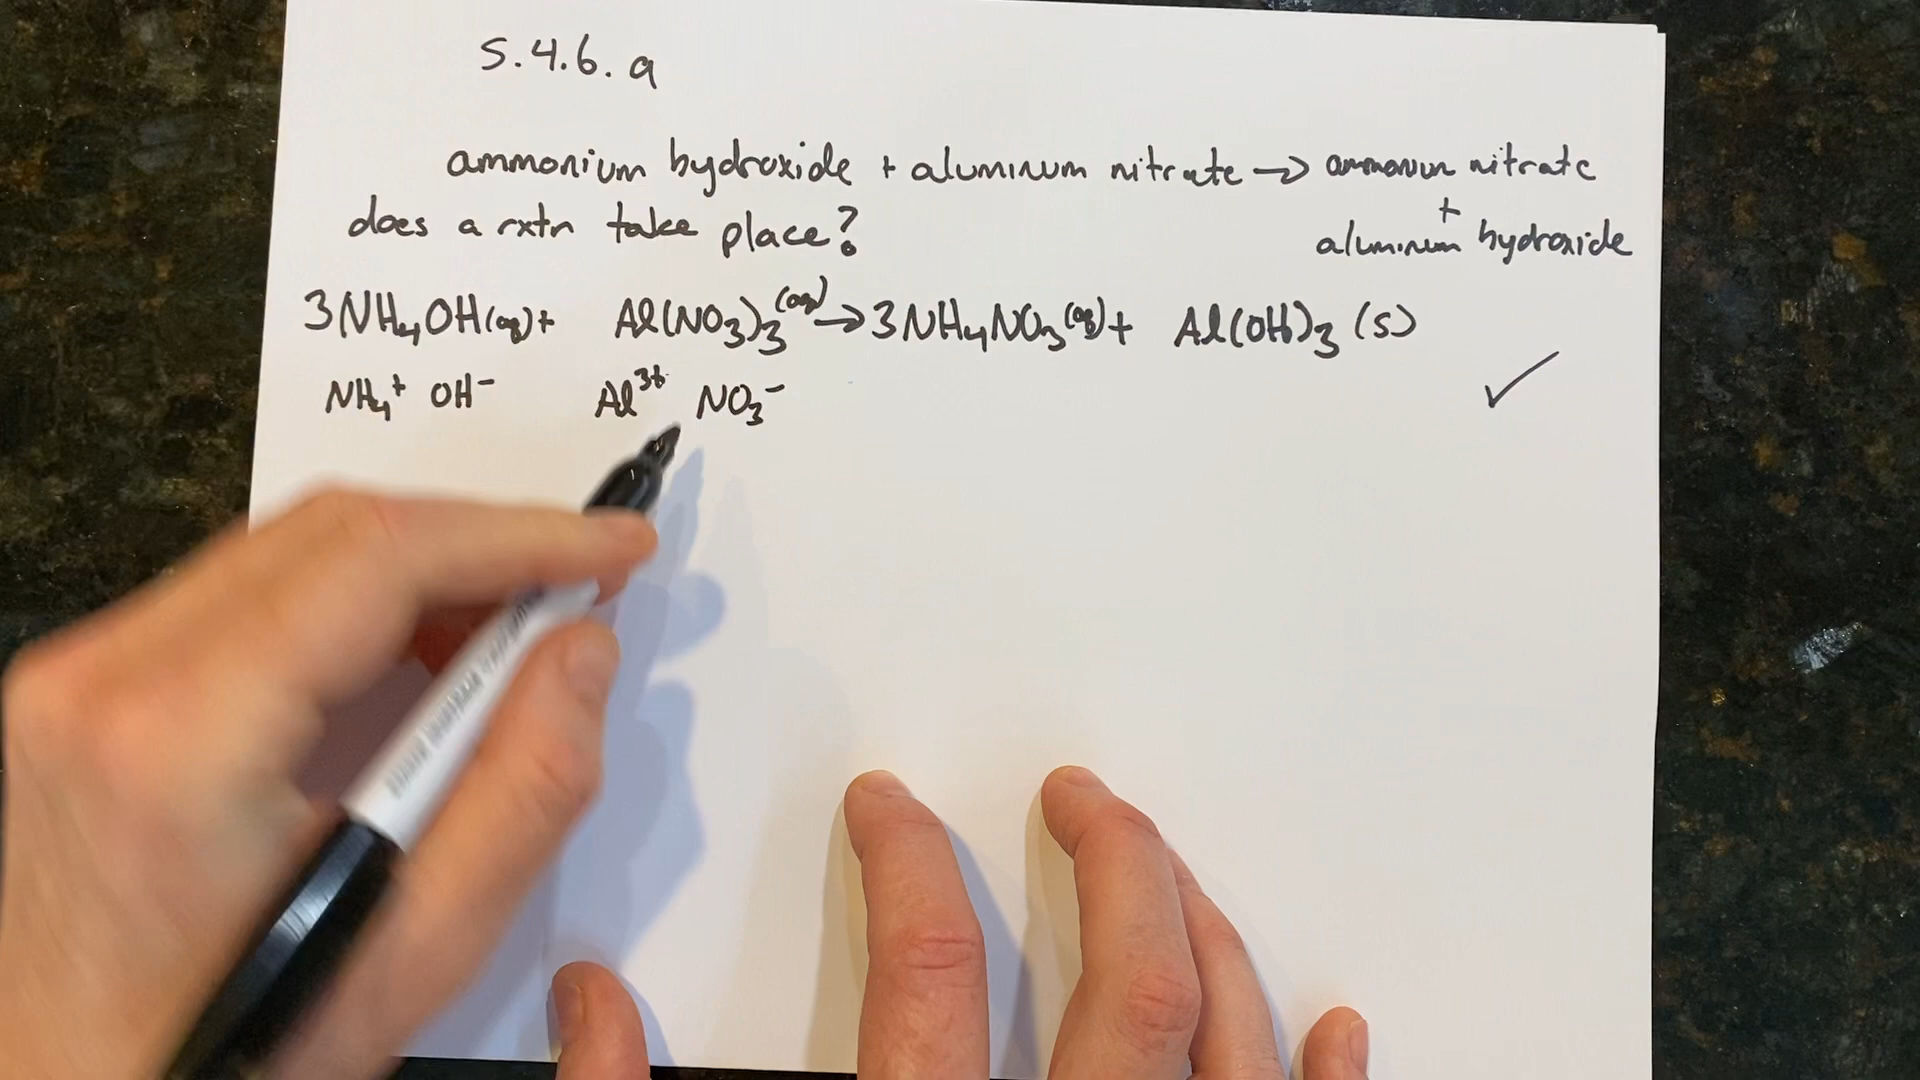 5.4.6.a
ammonium hydroxide + aluminum nitrate → ammonium nitrate
+
does a rxtn take place?
aluminum hydroxide
3NH₄OH(aq) + Al(NO₃)₃(aq) → 3NH₄NO₃(aq) + Al(OH)₃ (s)
NH₄⁺ OH⁻ Al³⁺ NO₃⁻ ✓